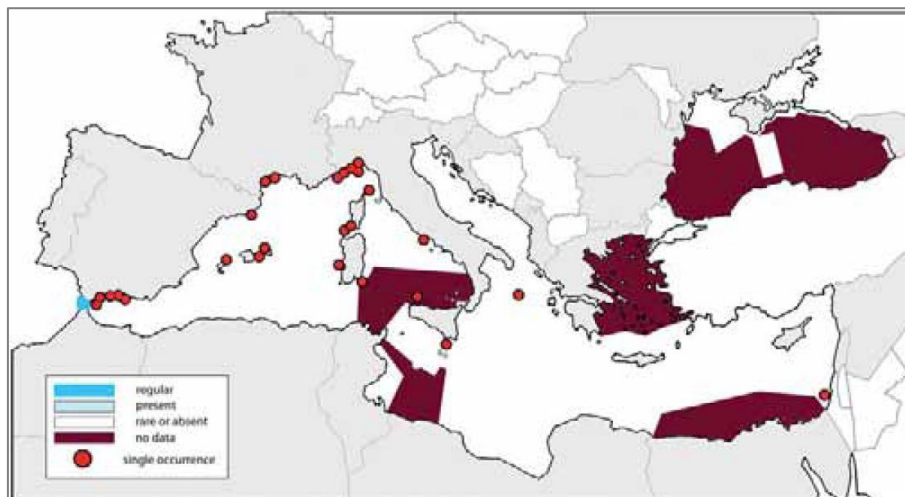 regular
present
rare or absent
no data
single occurrence